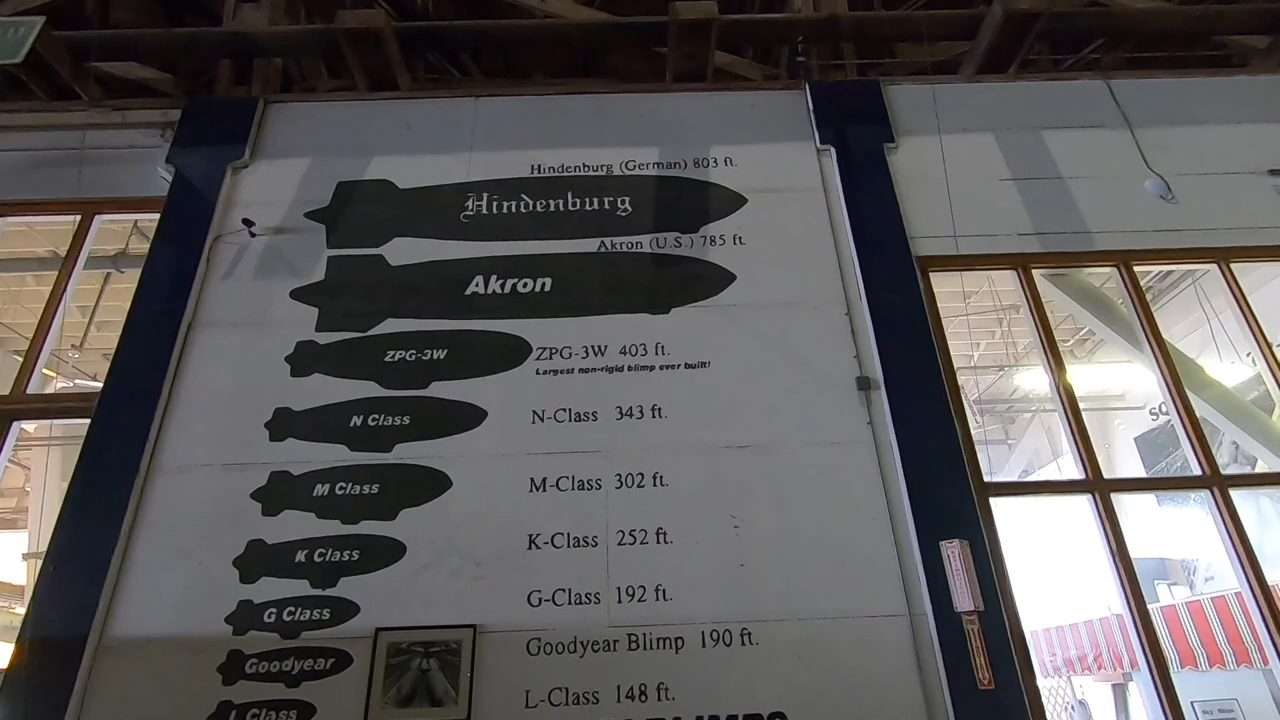 Hindenburg (German) 803 ft.
Hindenburg
Akron (U.S.) 785 ft.
Akron
ZPG-3W
ZPG-3W 403 ft.
Largest non-rigid blimp ever built!
N Class
N-Class 343 ft.
M Class
M-Class 302 ft.
K Class
K-Class 252 ft.
G Class
G-Class 192 ft.
Goodyear
Goodyear Blimp 190 ft.
L Class
L-Class 148 ft.